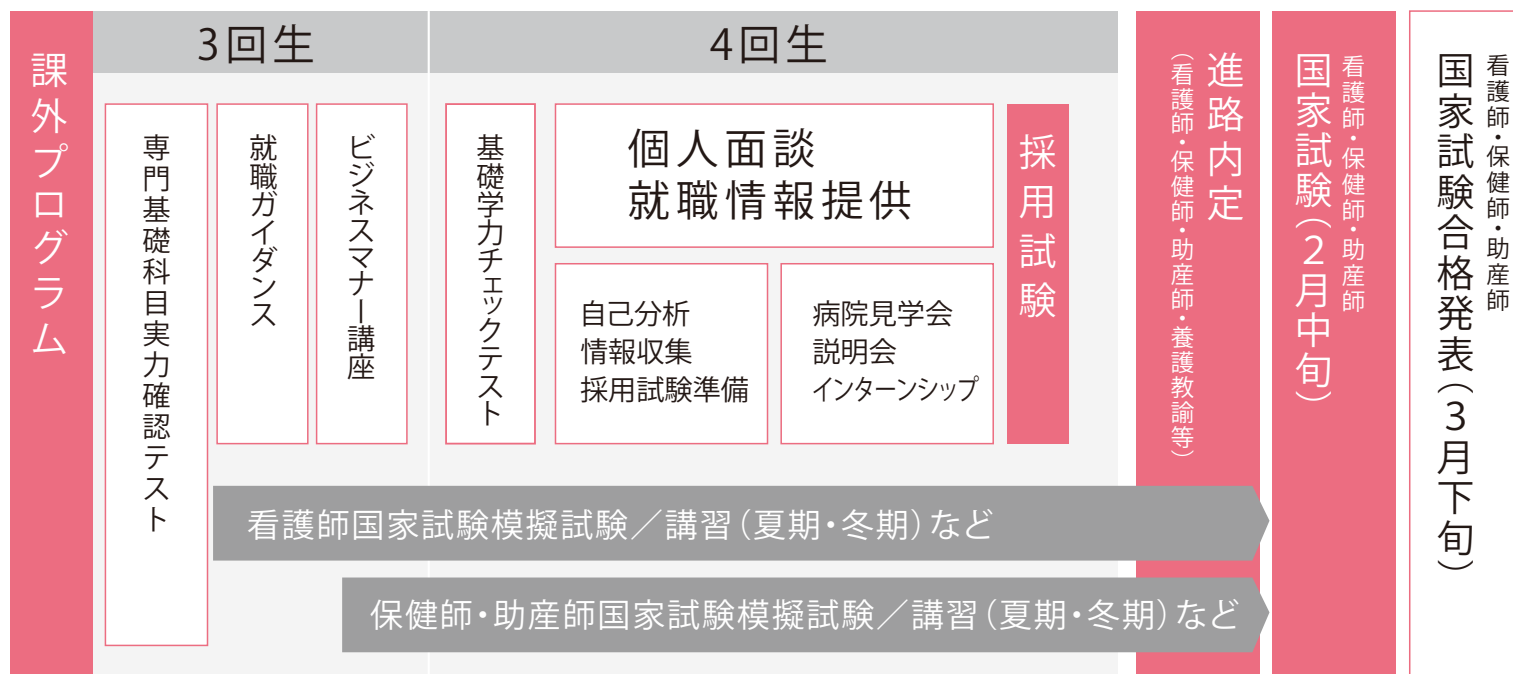 課外プログラム
3回生
専門基礎科目実力確認テスト
就職ガイダンス
ビジネスマナー講座
4回生
基礎学力チェックテスト
個人面談
就職情報提供
自己分析
情報収集
採用試験準備
病院見学会
説明会
インターンシップ
採用試験
看護師国家試験模擬試験／講習（夏期・冬期）など
保健師・助産師国家試験模擬試験／講習（夏期・冬期）など
進路内定
（看護師・保健師・助産師・養護教諭等）
看護師・保健師・助産師
国家試験（2月中旬）
看護師・保健師・助産師
国家試験合格発表（3月下旬）